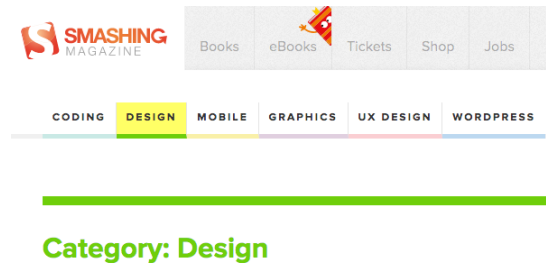 SMASHING
MAGAZINE
Books eBooks Tickets Shop Jobs
CODING DESIGN MOBILE GRAPHICS UX DESIGN WORDPRESS
Category: Design